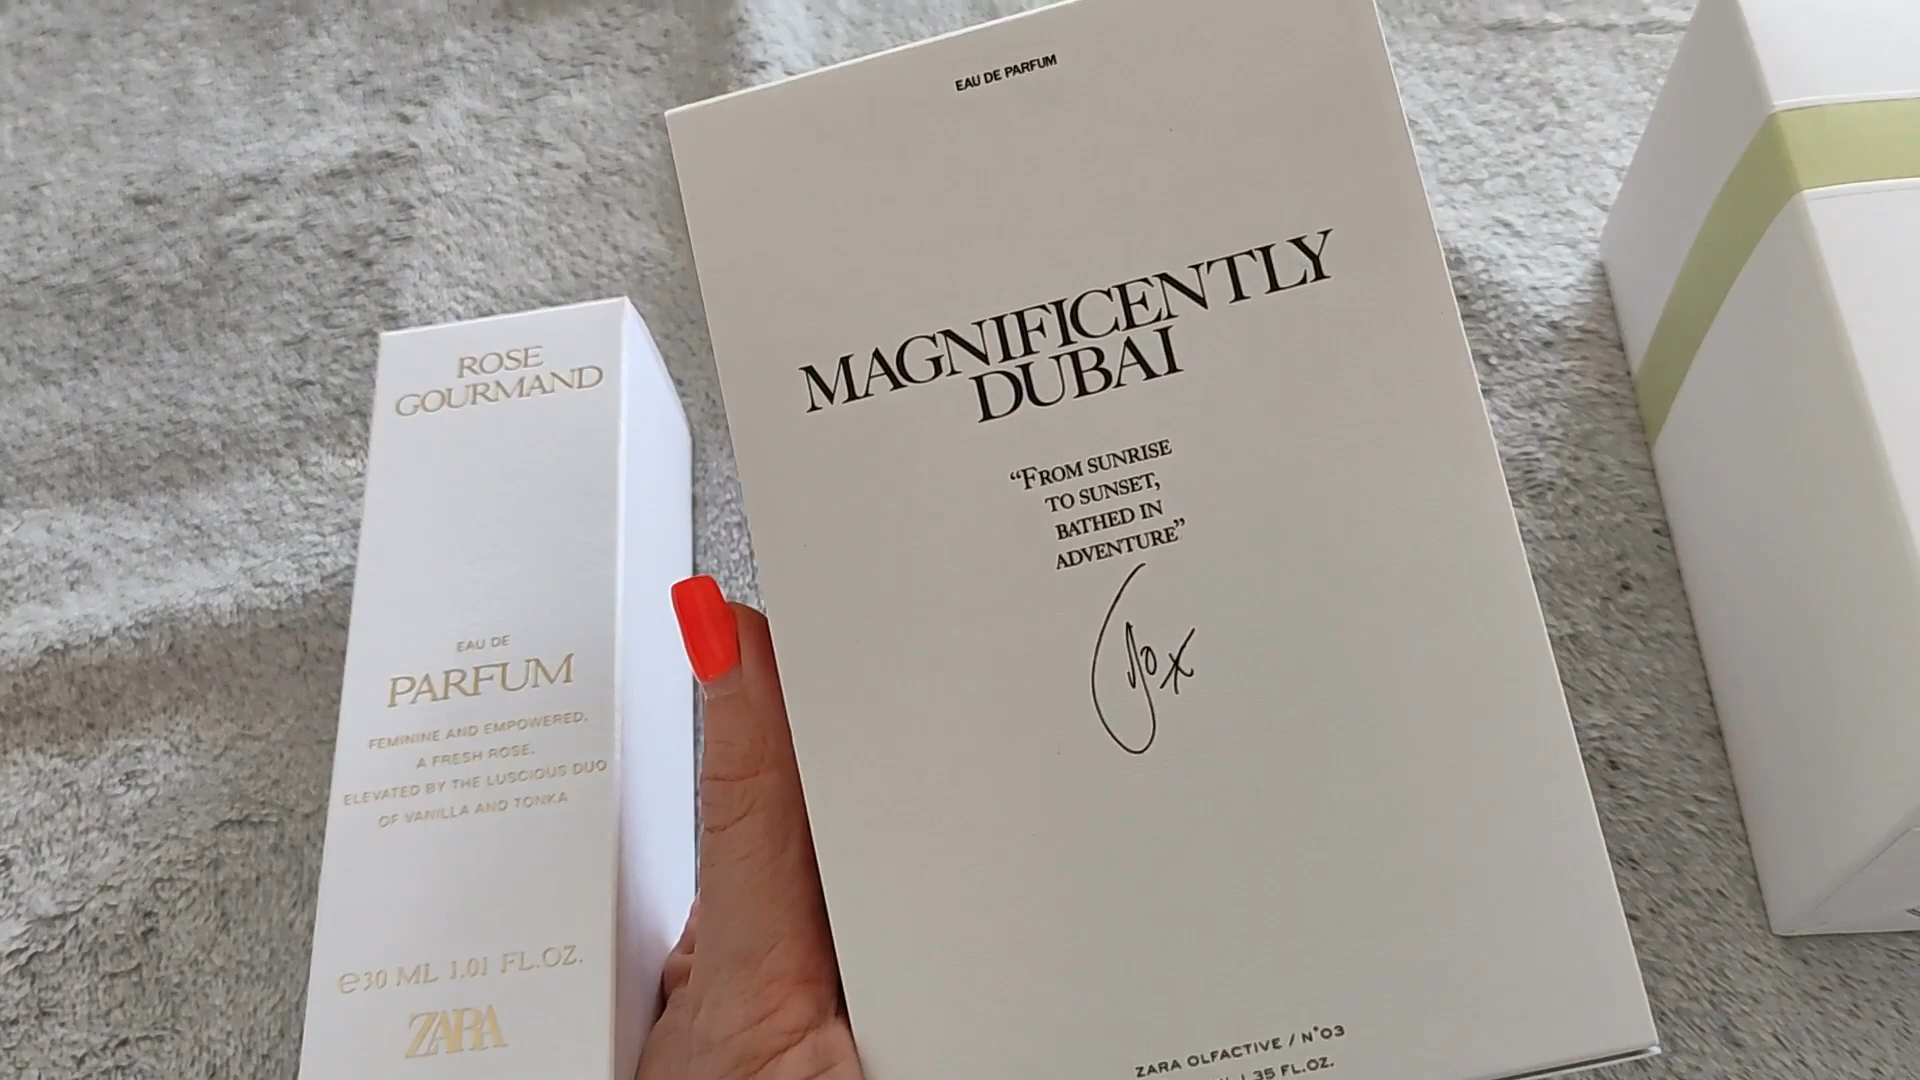 ROSE
GOURMAND
EAU DE
PARFUM
FEMININE AND EMPOWERED,
A FRESH ROSE,
ELEVATED BY THE LUSCIOUS DUO
OF VANILLA AND TONKA
℮30 ML 1.01 FL.OZ.
ZARA
EAU DE PARFUM
MAGNIFICENTLY
DUBAI
“FROM SUNRISE
TO SUNSET,
BATHED IN
ADVENTURE”
Jo x
ZARA OLFACTIVE / N°03
1.35 FL.OZ.